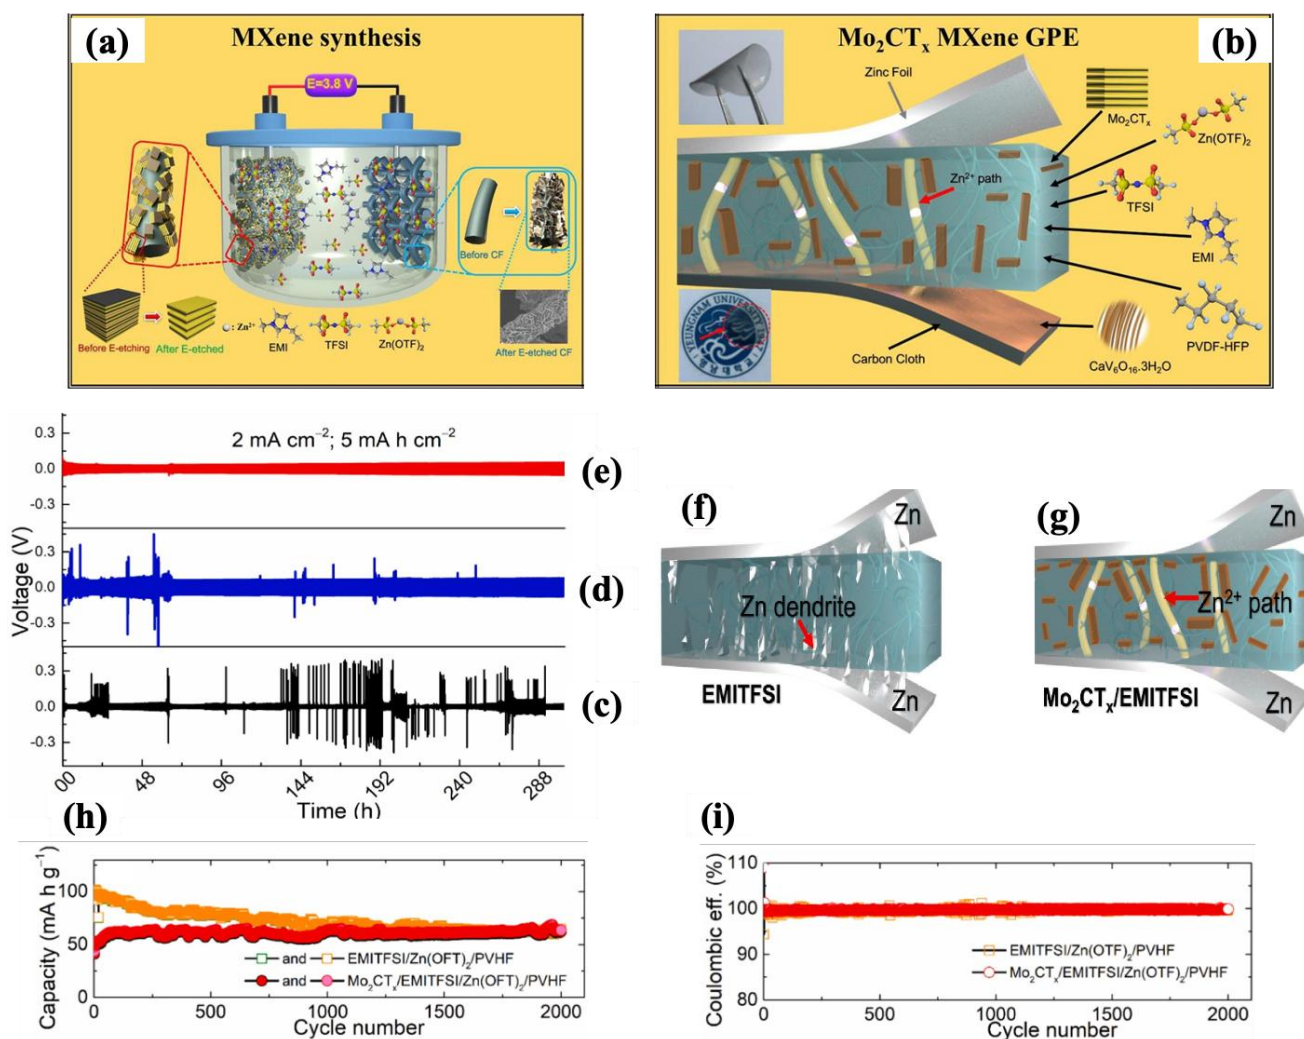 (a)
MXene synthesis
E=3.8 V
Before CF
After E-etched CF
Before E-etching
After E-etched
: Zn²⁺
EMI
TFSI
Zn(OTF)₂
(b)
Mo₂CTₓ MXene GPE
Zinc Foil
Mo₂CTₓ
Zn(OTF)₂
Zn²⁺ path
TFSI
EMI
PVDF-HFP
CaV₆O₁₆.3H₂O
Carbon Cloth
YEUNGNAM UNIVERSITY
2 mA cm⁻²; 5 mA h cm⁻²
0.3
0.0
-0.3
(e)
0.3
0.0
-0.3
(d)
0.3
0.0
-0.3
(c)
Voltage (V)
00 48 96 144 192 240 288
Time (h)
(f)
Zn
Zn dendrite
EMITFSI
Zn
(g)
Zn
Zn²⁺ path
Mo₂CTₓ/EMITFSI
Zn
(h)
Capacity (mA h g⁻¹)
100
50
0
and EMITFSI/Zn(OFT)₂/PVHF
and Mo₂CTₓ/EMITFSI/Zn(OFT)₂/PVHF
0 500 1000 1500 2000
Cycle number
(i)
Coulombic eff. (%)
110
100
90
80
EMITFSI/Zn(OTF)₂/PVHF
Mo₂CTₓ/EMITFSI/Zn(OTF)₂/PVHF
0 500 1000 1500 2000
Cycle number